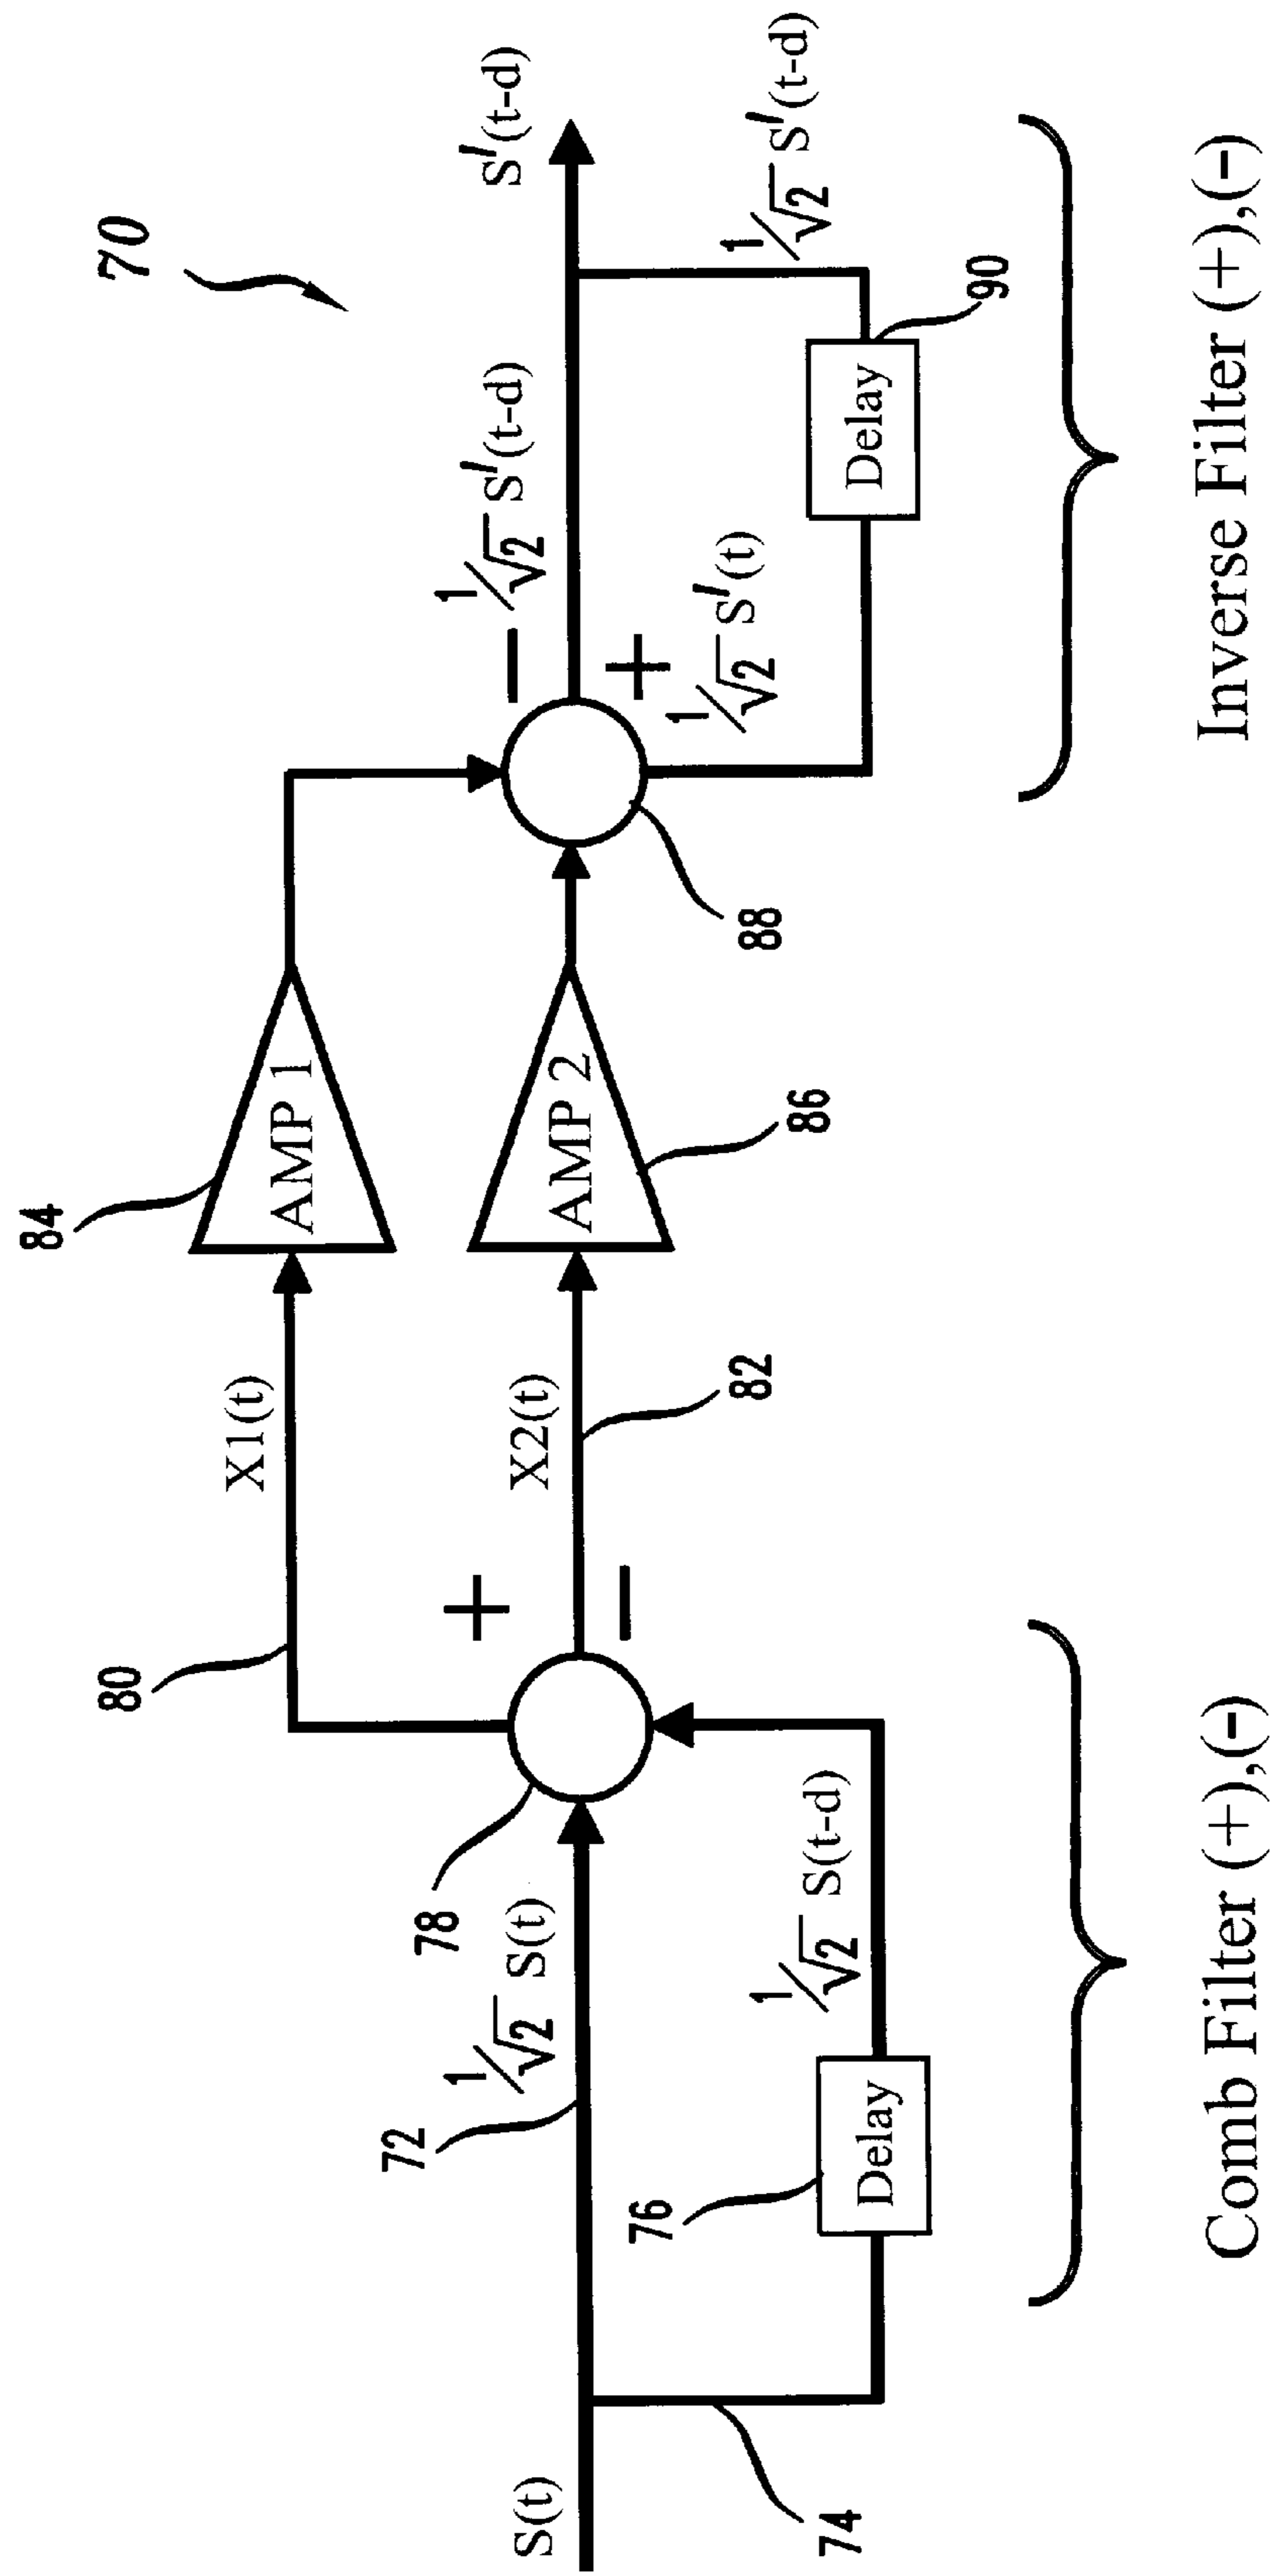 70
84
80
AMP 1
X1(t)
S'(t-d)
− 1/√2 S'(t-d)
+
1/√2 S'(t)
1/√2 S'(t-d)
Delay
90
88
AMP 2
86
X2(t)
82
+
−
78
S(t)
72
1/√2 S(t)
1/√2 S(t-d)
76
Delay
74
Comb Filter (+),(-)
Inverse Filter (+),(-)